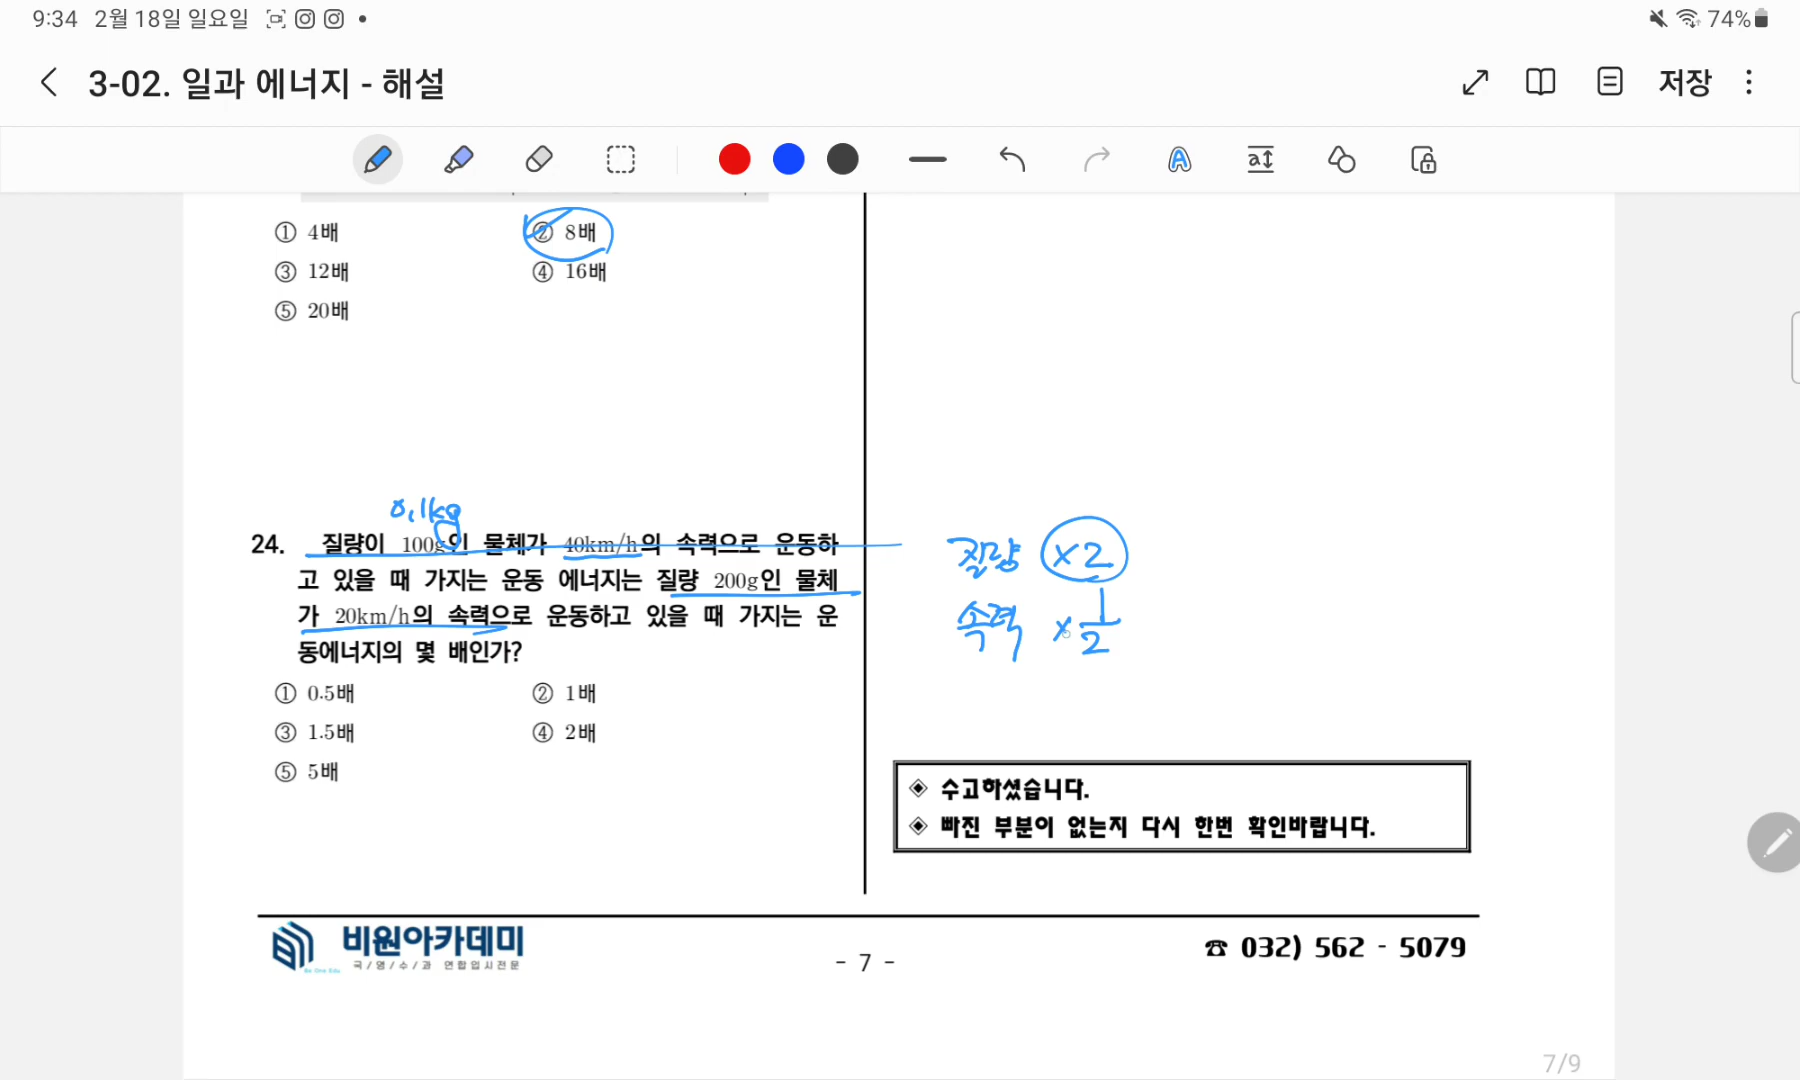 9:34 2월 18일 일요일
74%
3-02. 일과 에너지 - 해설
저장
① 4배
② 8배
③ 12배
④ 16배
⑤ 20배
0.1kg
24. 질량이 100g인 물체가 40km/h의 속력으로 운동하
고 있을 때 가지는 운동 에너지는 질량 200g인 물체
가 20km/h의 속력으로 운동하고 있을 때 가지는 운
동에너지의 몇 배인가?
① 0.5배
② 1배
③ 1.5배
④ 2배
⑤ 5배
질량 ×2
속력 ×1/2
◈ 수고하셨습니다.
◈ 빠진 부분이 없는지 다시 한번 확인바랍니다.
비원아카데미
국/영/수/과 연합입시전문
Be One Edu
- 7 -
☎ 032) 562 - 5079
7/9